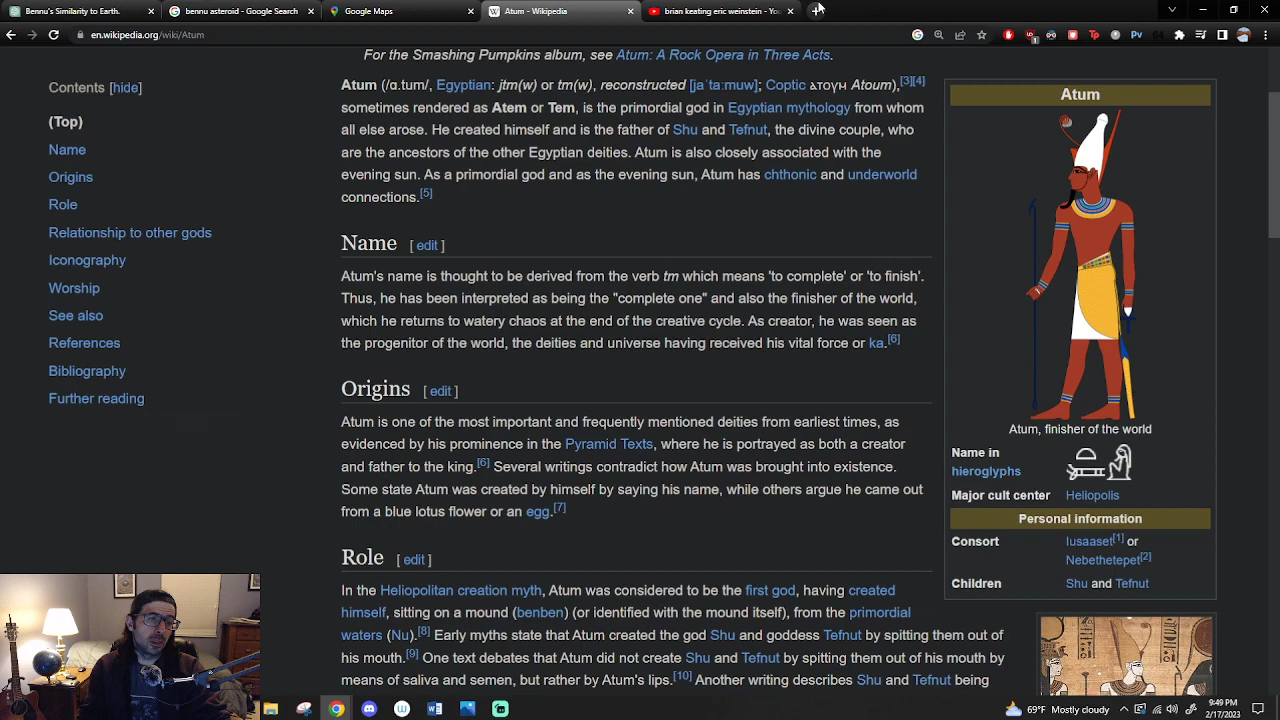 Bennu's Similarity to Earth.
bennu asteroid - Google Search
Google Maps
Atum - Wikipedia
brian keating eric weinstein - You
en.wikipedia.org/wiki/Atum
For the Smashing Pumpkins album, see Atum: A Rock Opera in Three Acts.
Contents [hide]
(Top)
Name
Origins
Role
Relationship to other gods
Iconography
Worship
See also
References
Bibliography
Further reading
Atum (/ɑ.tum/, Egyptian: jtm(w) or tm(w), reconstructed [jaˈtaːmuw]; Coptic ⲁⲧⲟⲩⲙ Atoum),[3][4]
sometimes rendered as Atem or Tem, is the primordial god in Egyptian mythology from whom
all else arose. He created himself and is the father of Shu and Tefnut, the divine couple, who
are the ancestors of the other Egyptian deities. Atum is also closely associated with the
evening sun. As a primordial god and as the evening sun, Atum has chthonic and underworld
connections.[5]
Name [ edit ]
Atum's name is thought to be derived from the verb tm which means 'to complete' or 'to finish'.
Thus, he has been interpreted as being the "complete one" and also the finisher of the world,
which he returns to watery chaos at the end of the creative cycle. As creator, he was seen as
the progenitor of the world, the deities and universe having received his vital force or ka.[6]
Origins [ edit ]
Atum is one of the most important and frequently mentioned deities from earliest times, as
evidenced by his prominence in the Pyramid Texts, where he is portrayed as both a creator
and father to the king.[6] Several writings contradict how Atum was brought into existence.
Some state Atum was created by himself by saying his name, while others argue he came out
from a blue lotus flower or an egg.[7]
Role [ edit ]
In the Heliopolitan creation myth, Atum was considered to be the first god, having created
himself, sitting on a mound (benben) (or identified with the mound itself), from the primordial
waters (Nu).[8] Early myths state that Atum created the god Shu and goddess Tefnut by spitting them out of
his mouth.[9] One text debates that Atum did not create Shu and Tefnut by spitting them out of his mouth by
means of saliva and semen, but rather by Atum's lips.[10] Another writing describes Shu and Tefnut being
Atum
Atum, finisher of the world
Name in
hieroglyphs
Major cult center Heliopolis
Personal information
Consort Iusaaset[1] or
Nebethetepet[2]
Children Shu and Tefnut
69°F Mostly cloudy
9:49 PM
2/17/2023